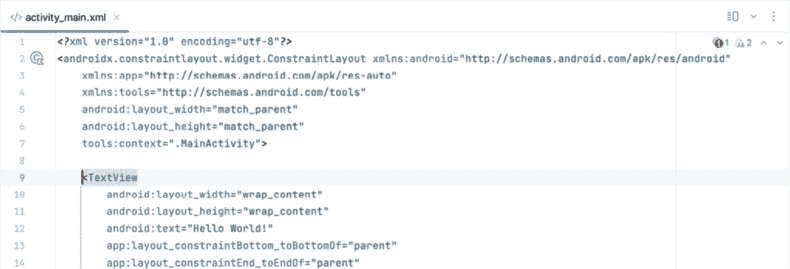 activity_main.xml
1 <?xml version="1.0" encoding="utf-8"?>
1 2
2 <androidx.constraintlayout.widget.ConstraintLayout xmlns:android="http://schemas.android.com/apk/res/android"
3 xmlns:app="http://schemas.android.com/apk/res-auto"
4 xmlns:tools="http://schemas.android.com/tools"
5 android:layout_width="match_parent"
6 android:layout_height="match_parent"
7 tools:context=".MainActivity">
8
9 <TextView
10 android:layout_width="wrap_content"
11 android:layout_height="wrap_content"
12 android:text="Hello World!"
13 app:layout_constraintBottom_toBottomOf="parent"
14 app:layout_constraintEnd_toEndOf="parent"